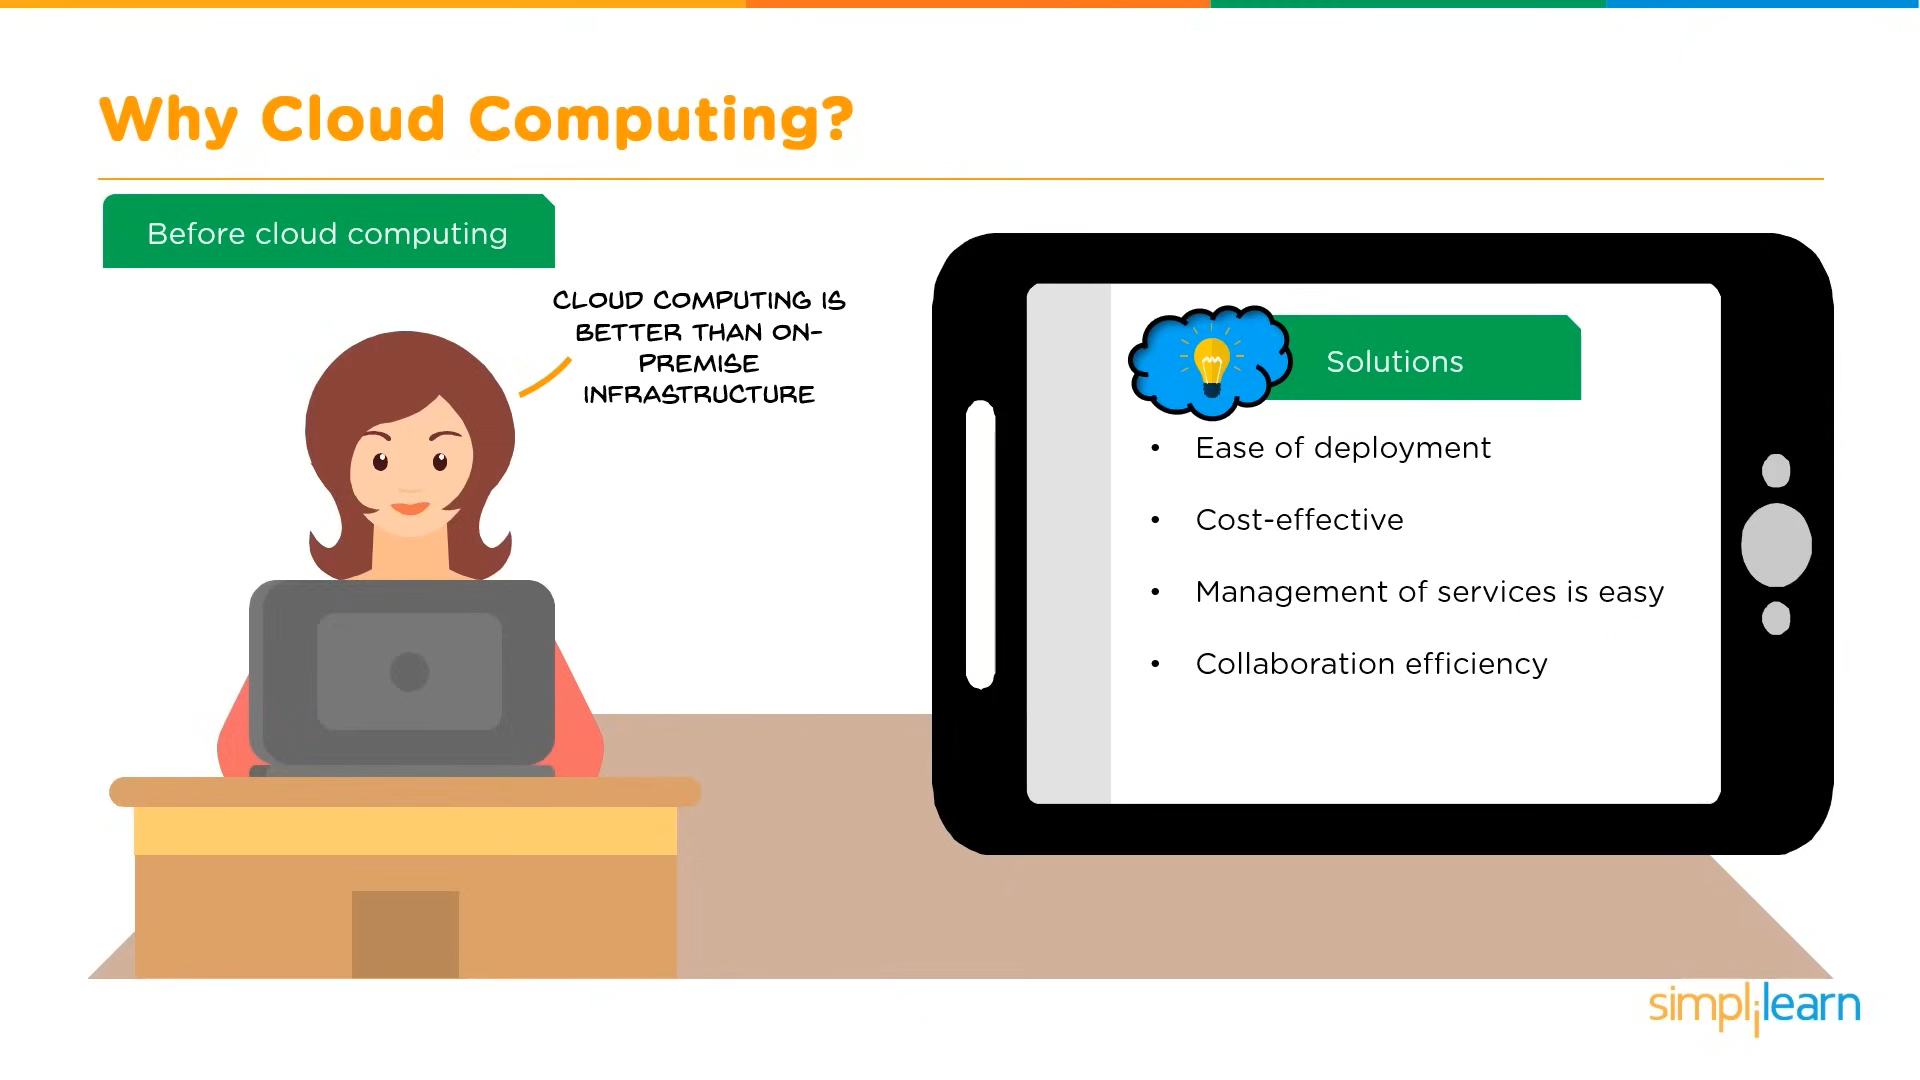 Why Cloud Computing?
Before cloud computing
CLOUD COMPUTING IS
BETTER THAN ON-
PREMISE
INFRASTRUCTURE
Solutions
• Ease of deployment
• Cost-effective
• Management of services is easy
• Collaboration efficiency
simplilearn